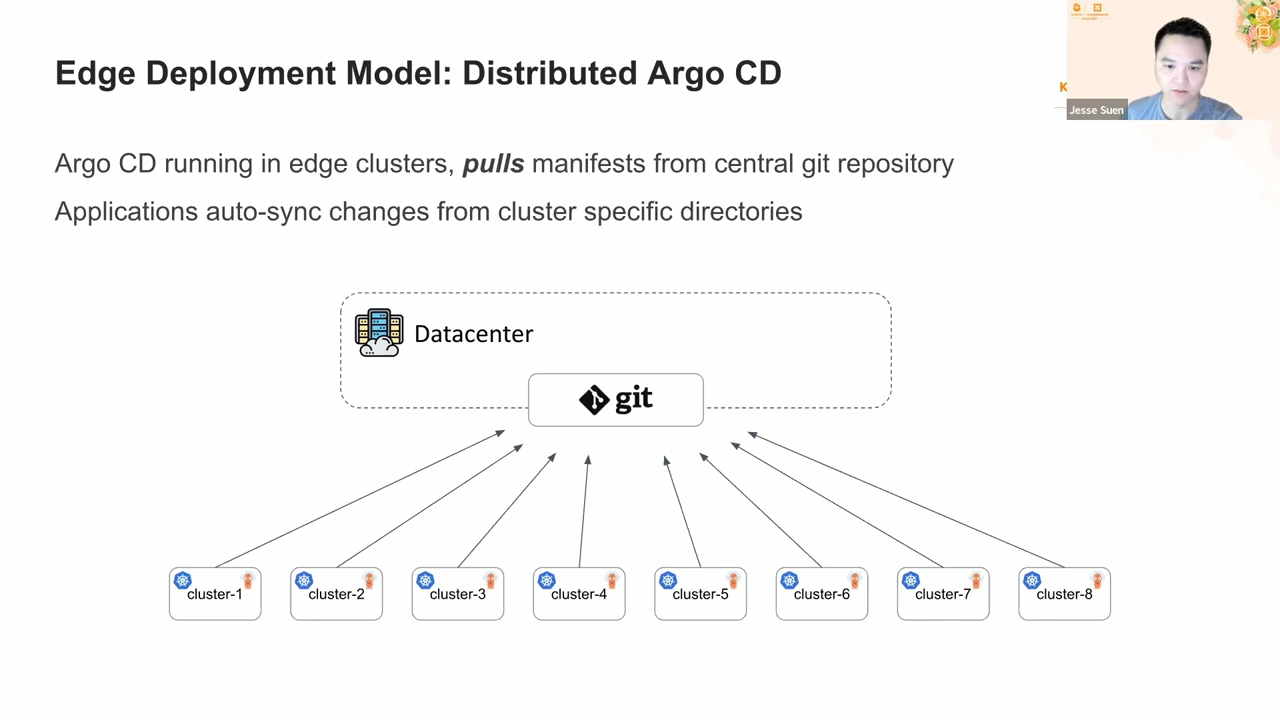 Edge Deployment Model: Distributed Argo CD
K
Jesse Suen
Argo CD running in edge clusters, pulls manifests from central git repository
Applications auto-sync changes from cluster specific directories
Datacenter
git
cluster-1
cluster-2
cluster-3
cluster-4
cluster-5
cluster-6
cluster-7
cluster-8